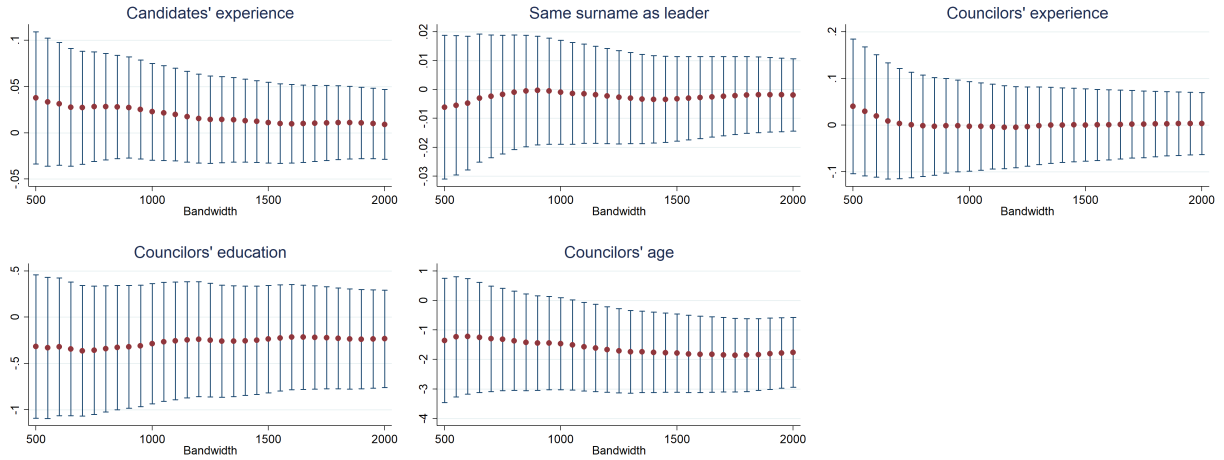 Candidates' experience
.1
.05
0
-.05
500 1000 1500 2000
Bandwidth
Same surname as leader
.02
.01
0
-.01
-.02
-.03
500 1000 1500 2000
Bandwidth
Councilors' experience
.2
.1
0
-.1
500 1000 1500 2000
Bandwidth
Councilors' education
.5
0
-.5
-1
500 1000 1500 2000
Bandwidth
Councilors' age
1
0
-1
-2
-3
-4
500 1000 1500 2000
Bandwidth